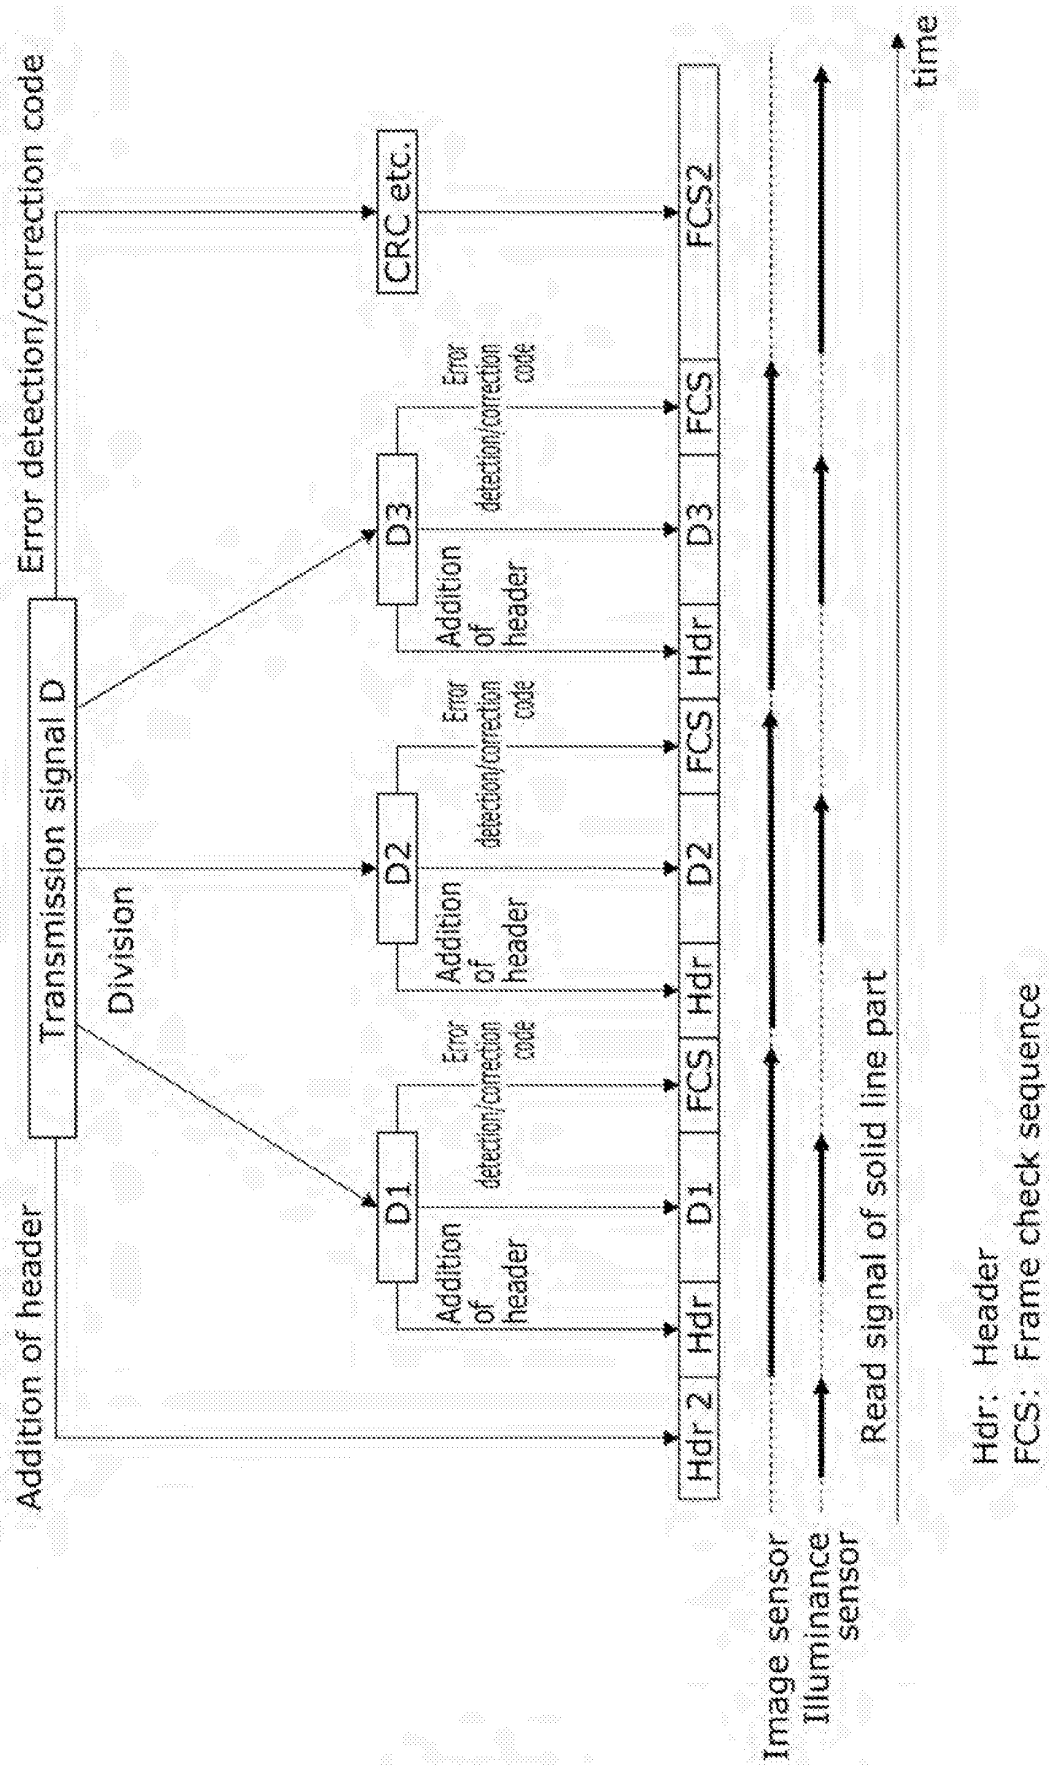 Addition of header
Error detection/correction code
Transmission signal D
Division
D1
D2
D3
CRC etc.
Addition
of
header
Error
detection/correction
code
Addition
of
header
Error
detection/correction
code
Addition
of
header
Error
detection/correction
code
Hdr 2 Hdr D1 FCS Hdr D2 FCS Hdr D3 FCS FCS2
Image sensor
Illuminance
sensor
Read signal of solid line part
time
Hdr: Header
FCS: Frame check sequence